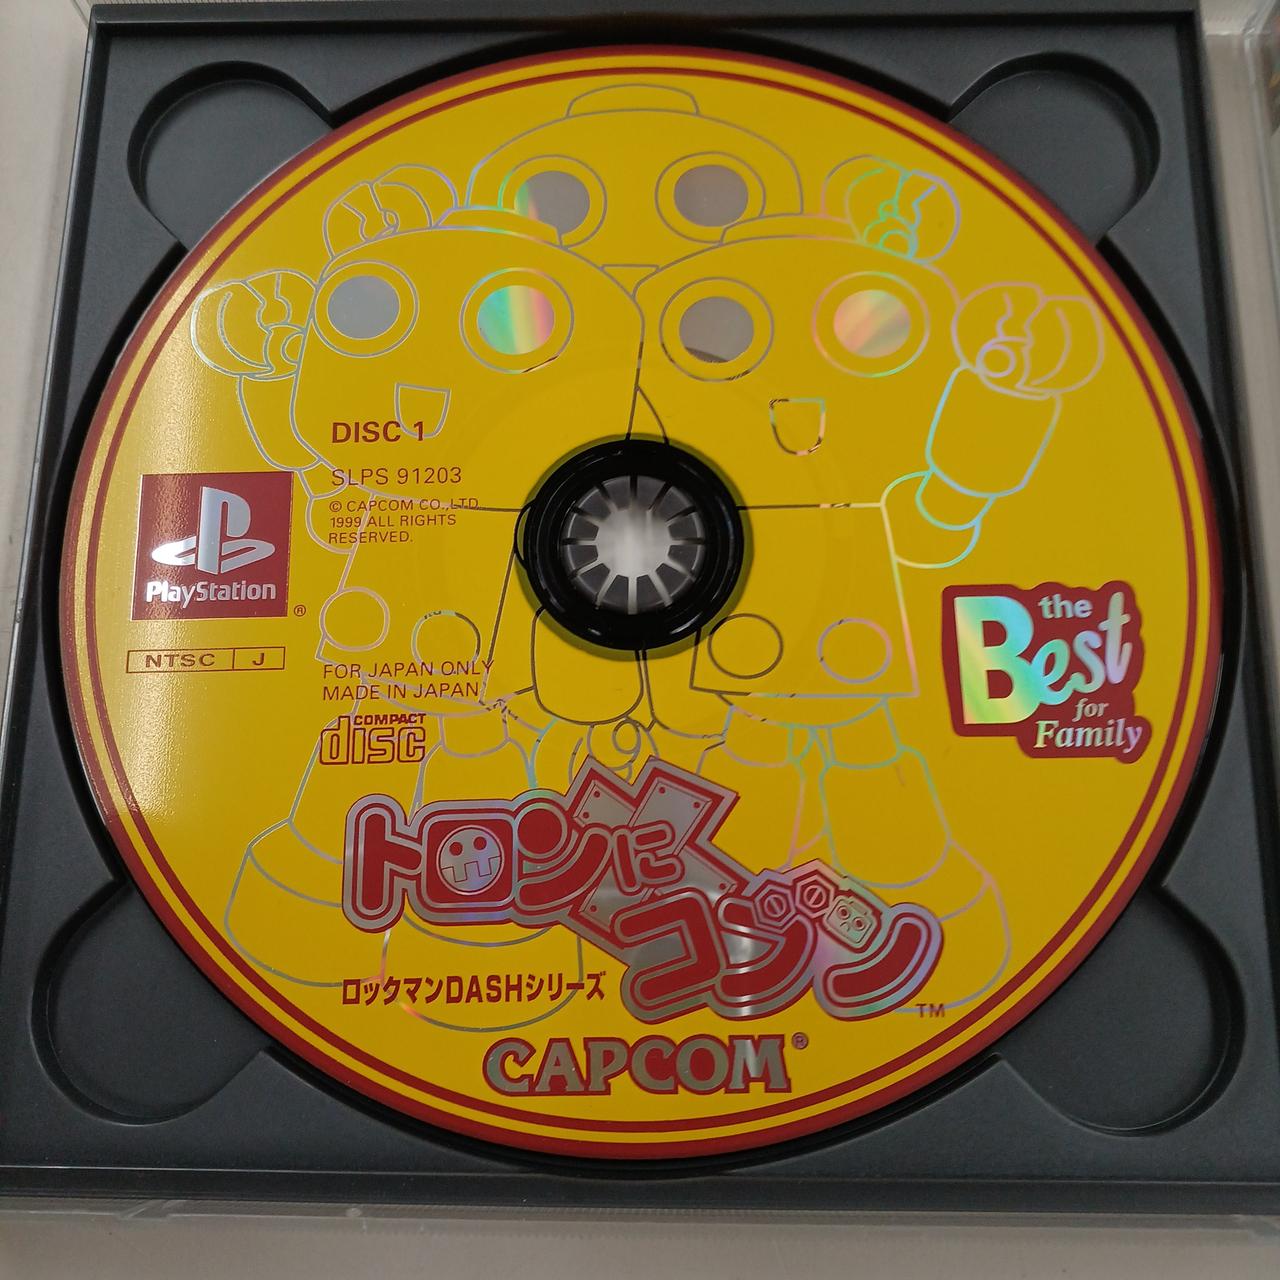 DISC 1
SLPS 91203
© CAPCOM CO.,LTD.
1999 ALL RIGHTS
RESERVED.
PlayStation
®
NTSC J
the
Best
for
Family
FOR JAPAN ONLY
MADE IN JAPAN
COMPACT
disc
トロンに
コブン
ロックマンDASHシリーズ
TM
CAPCOM®